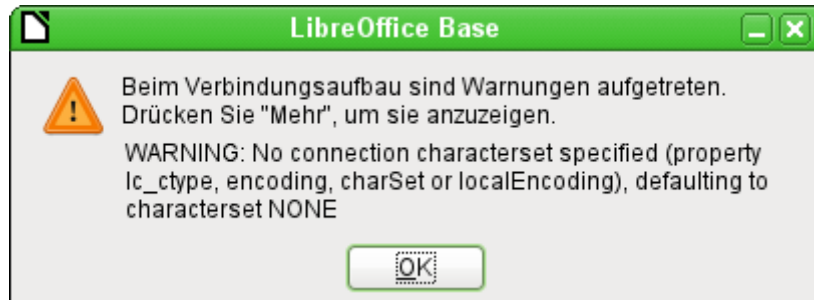 LibreOffice Base
Beim Verbindungsaufbau sind Warnungen aufgetreten.
Drücken Sie "Mehr", um sie anzuzeigen.
WARNING: No connection characterset specified (property
lc_ctype, encoding, charSet or localEncoding), defaulting to
characterset NONE
OK